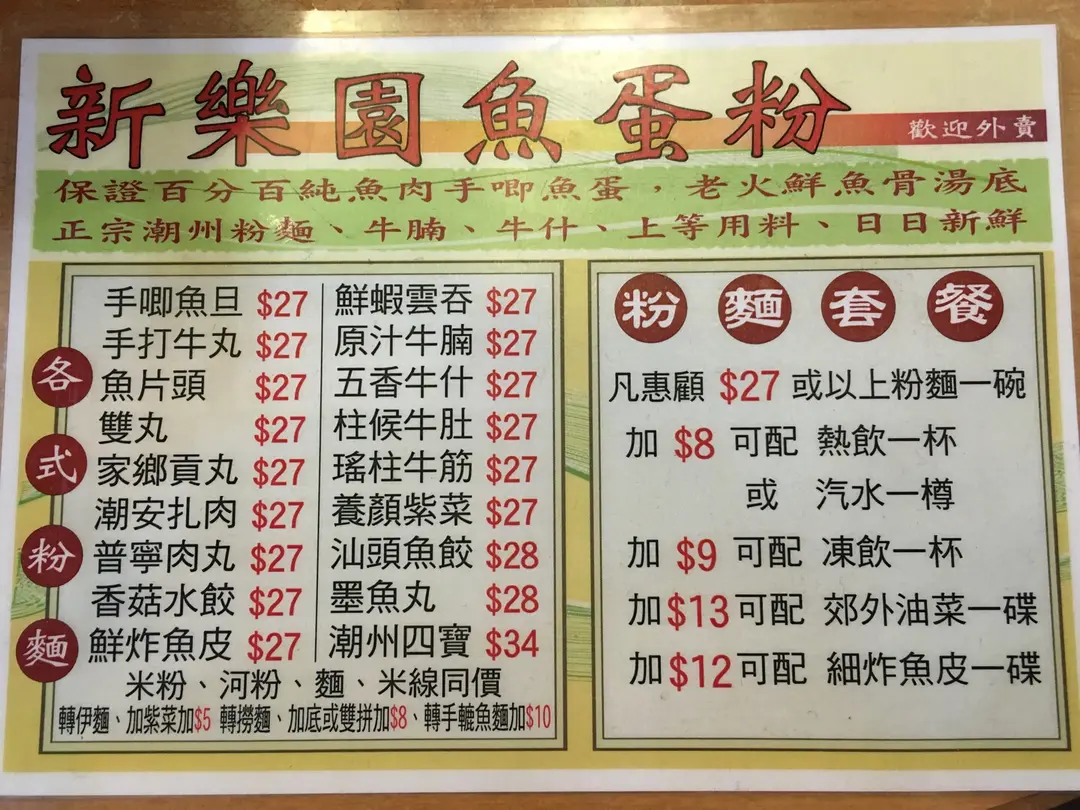 新樂園魚蛋粉
歡迎外賣
保證百分百純魚肉手唧魚蛋，老火鮮魚骨湯底
正宗潮州粉麵、牛腩、牛什、上等用料、日日新鮮
各式粉麵
手唧魚旦 $27
手打牛丸 $27
魚片頭 $27
雙丸 $27
家鄉貢丸 $27
潮安扎肉 $27
普寧肉丸 $27
香菇水餃 $27
鮮炸魚皮 $27
鮮蝦雲吞 $27
原汁牛腩 $27
五香牛什 $27
柱候牛肚 $27
瑤柱牛筋 $27
養顏紫菜 $27
汕頭魚餃 $28
墨魚丸 $28
潮州四寶 $34
米粉、河粉、麵、米線同價
轉伊麵、加紫菜加$5 轉撈麵、加底或雙拼加$8、轉手轆魚麵加$10
粉麵套餐
凡惠顧 $27 或以上粉麵一碗
加 $8 可配 熱飲一杯
或 汽水一樽
加 $9 可配 凍飲一杯
加 $13 可配 郊外油菜一碟
加 $12 可配 細炸魚皮一碟